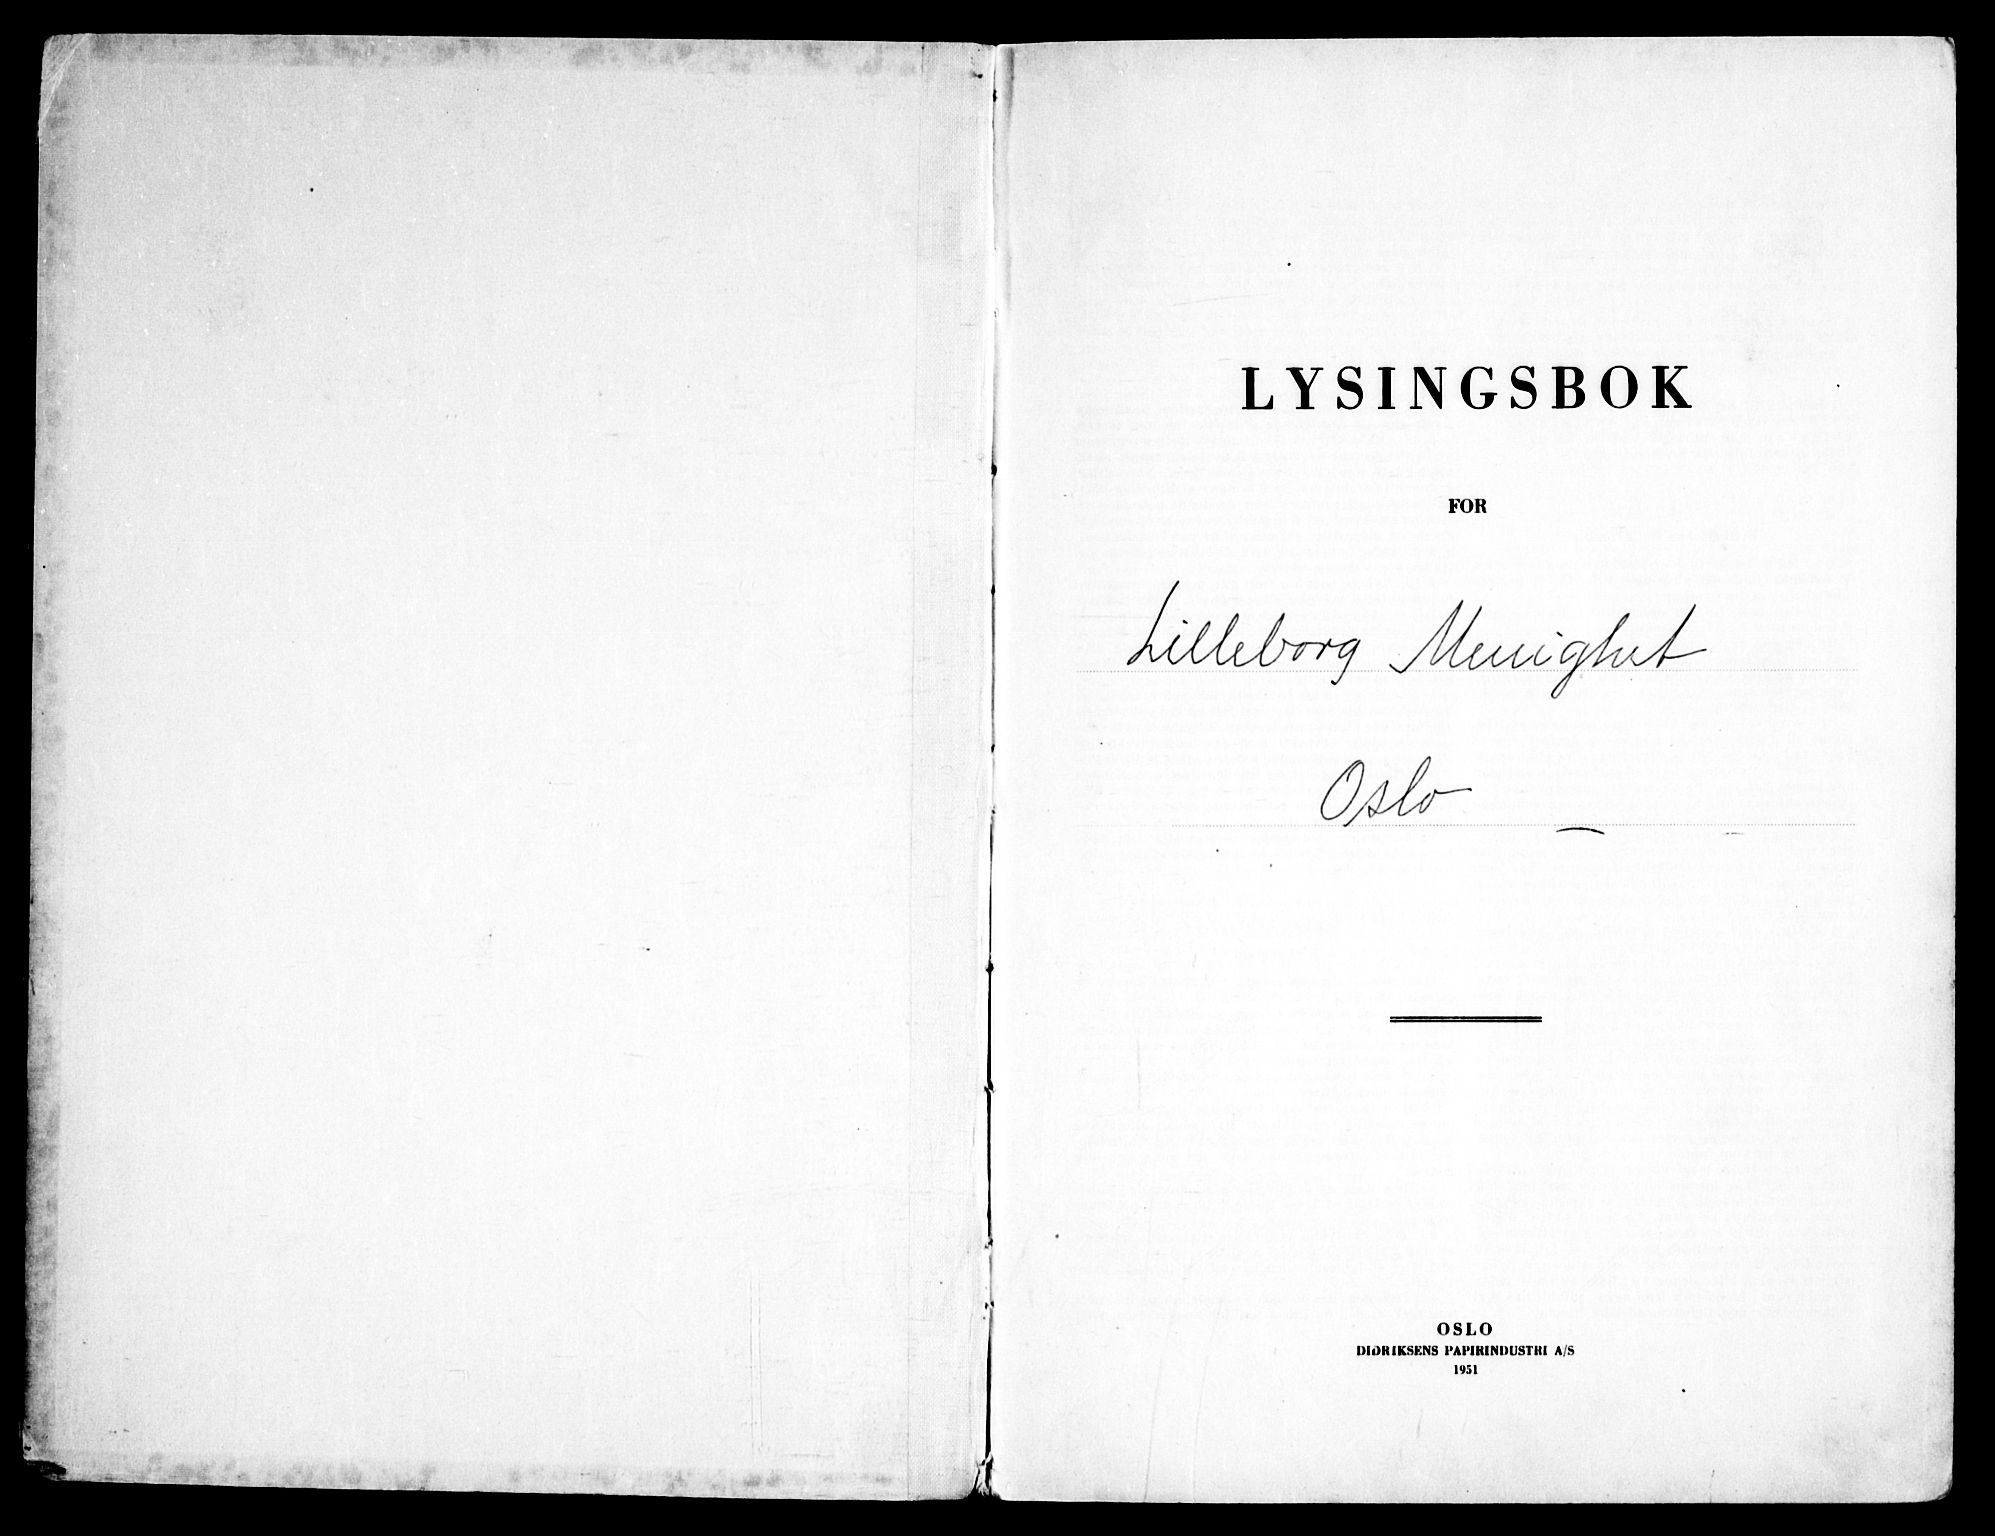 LYSINGSBOK
FOR
Lilleborg Menighet
Oslo
OSLO
DIDRIKSENS PAPIRINDUSTRI A/S
1951